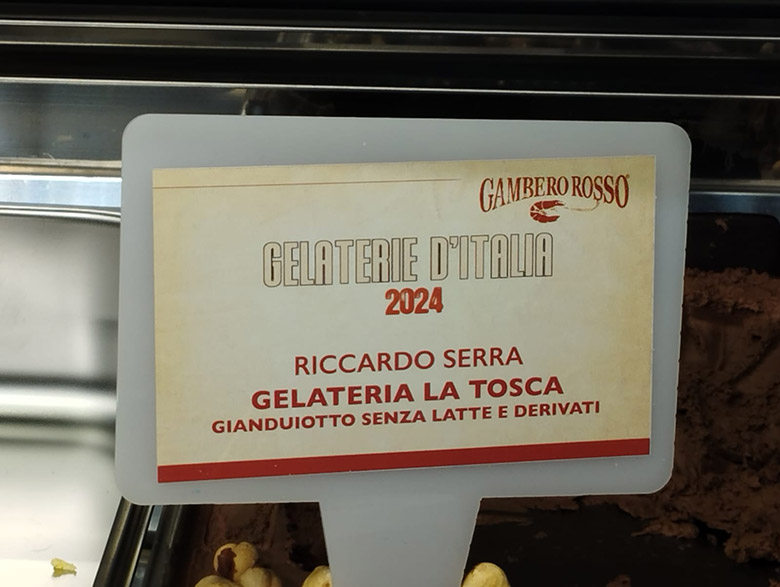 GAMBERO ROSSO
GELATERIE D'ITALIA
2024
RICCARDO SERRA
GELATERIA LA TOSCA
GIANDUIOTTO SENZA LATTE E DERIVATI